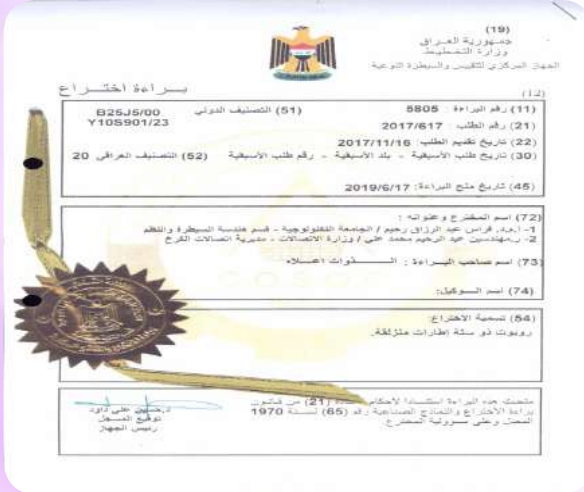 (19)
جمهورية العراق
وزارة التخطيط
الجهاز المركزي للتقييس والسيطرة النوعية
براءة اختراع
(12)
(11) رقم البراءة : 5805 (51) التصنيف الدولي B25J5/00
Y10S901/23
(21) رقم الطلب : 2017/617
(22) تاريخ تقديم الطلب: 2017/11/16
(30) تاريخ طلب الأسبقية - بلد الأسبقية - رقم طلب الأسبقية (52) التصنيف العراقي 20
(45) تاريخ منح البراءة: 2019/6/17
(72) اسم المخترع وعنوانه :
1- ا.م.د. فراس عبد الرزاق رحيم / الجامعة التكنولوجية - قسم هندسة السيطرة والنظم
2- ر.مهندسين عبد الرحيم محمد علي / وزارة الاتصالات - مديرية اتصالات الكرخ
(73) اسم صاحب البراءة : الذوات اعلاه
(74) اسم الوكيل:
(54) تسمية الاختراع:
روبوت ذو ستة إطارات منزلقة.
منحت هذه البراءة استنادا لأحكام (21) من قانون
براءة الاختراع والنماذج الصناعية رقم (65) لسنة 1970
المعدل وعلى مسؤولية المخترع.
د.حسين علي داود
توقيع المسجل
رئيس الجهاز